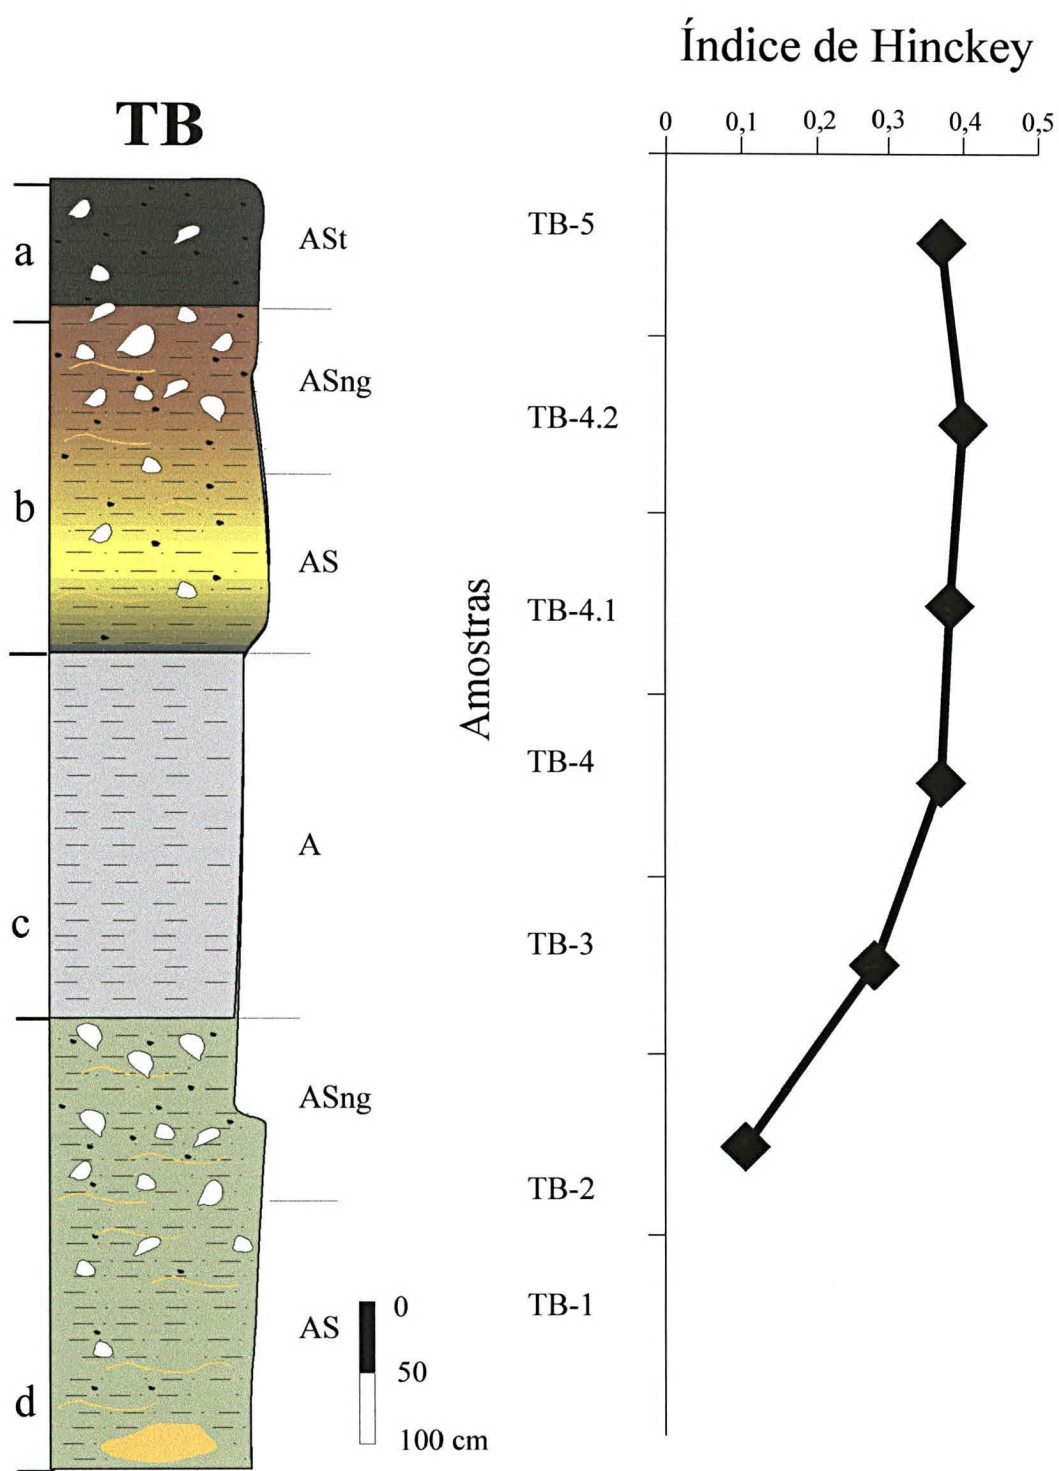 Índice de Hinckey
TB
0 0,1 0,2 0,3 0,4 0,5
a
ASt
TB-5
ASng
TB-4.2
b
AS
TB-4.1
Amostras
TB-4
A
c
TB-3
ASng
TB-2
AS
TB-1
0
50
100 cm
d